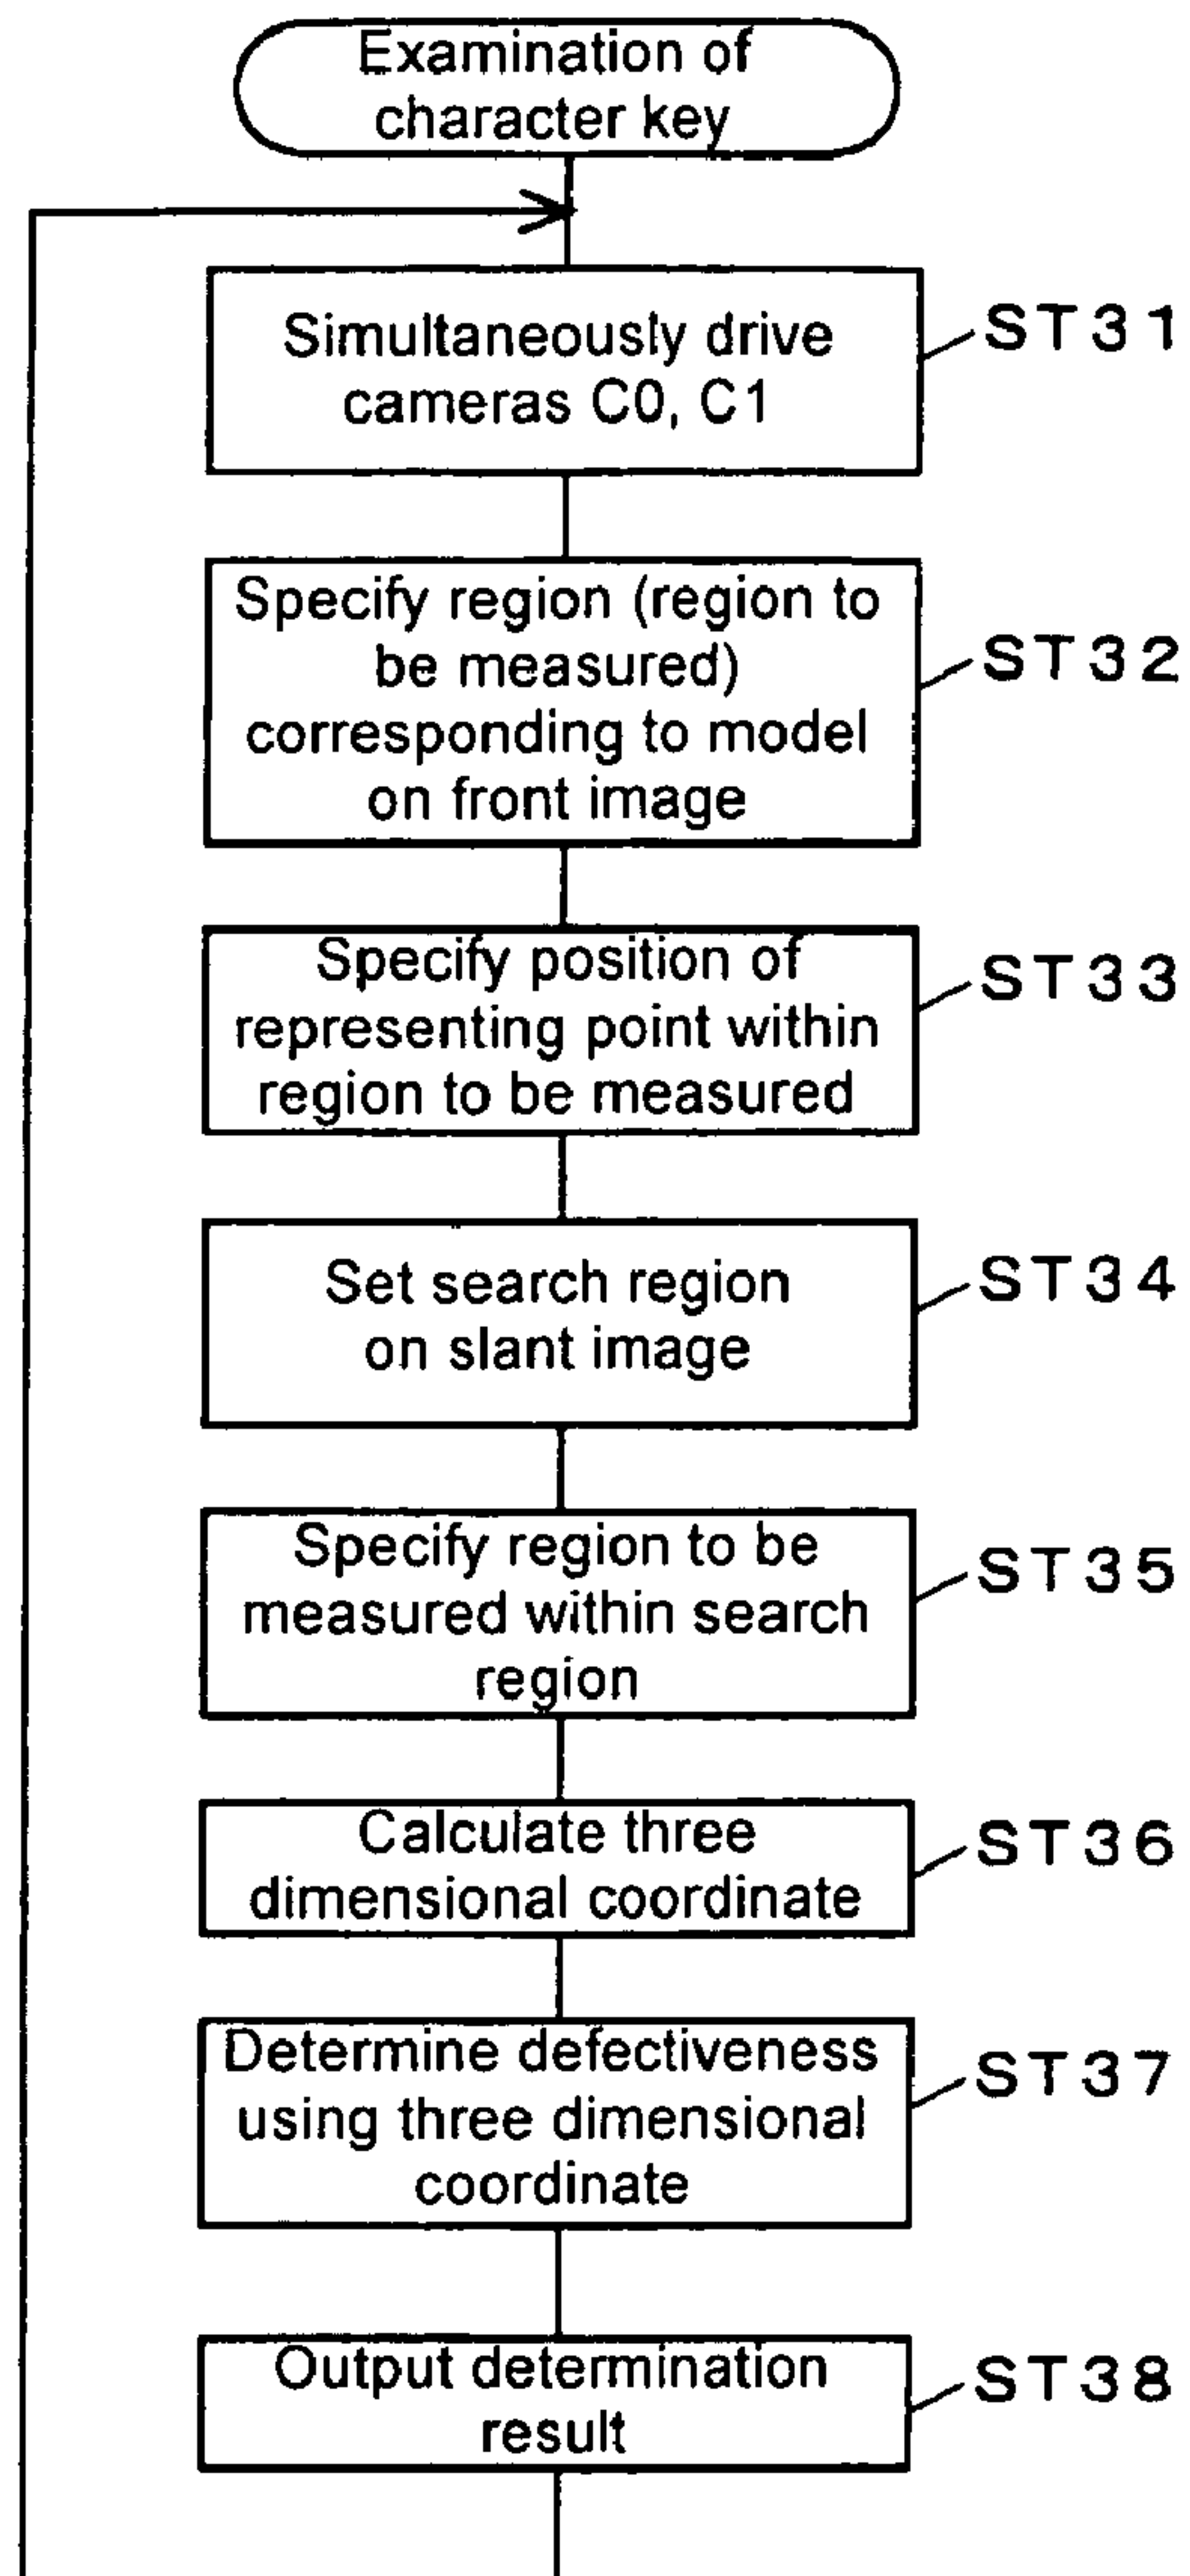 Examination of
character key
Simultaneously drive
cameras C0, C1
ST31
Specify region (region to
be measured)
corresponding to model
on front image
ST32
Specify position of
representing point within
region to be measured
ST33
Set search region
on slant image
ST34
Specify region to be
measured within search
region
ST35
Calculate three
dimensional coordinate
ST36
Determine defectiveness
using three dimensional
coordinate
ST37
Output determination
result
ST38